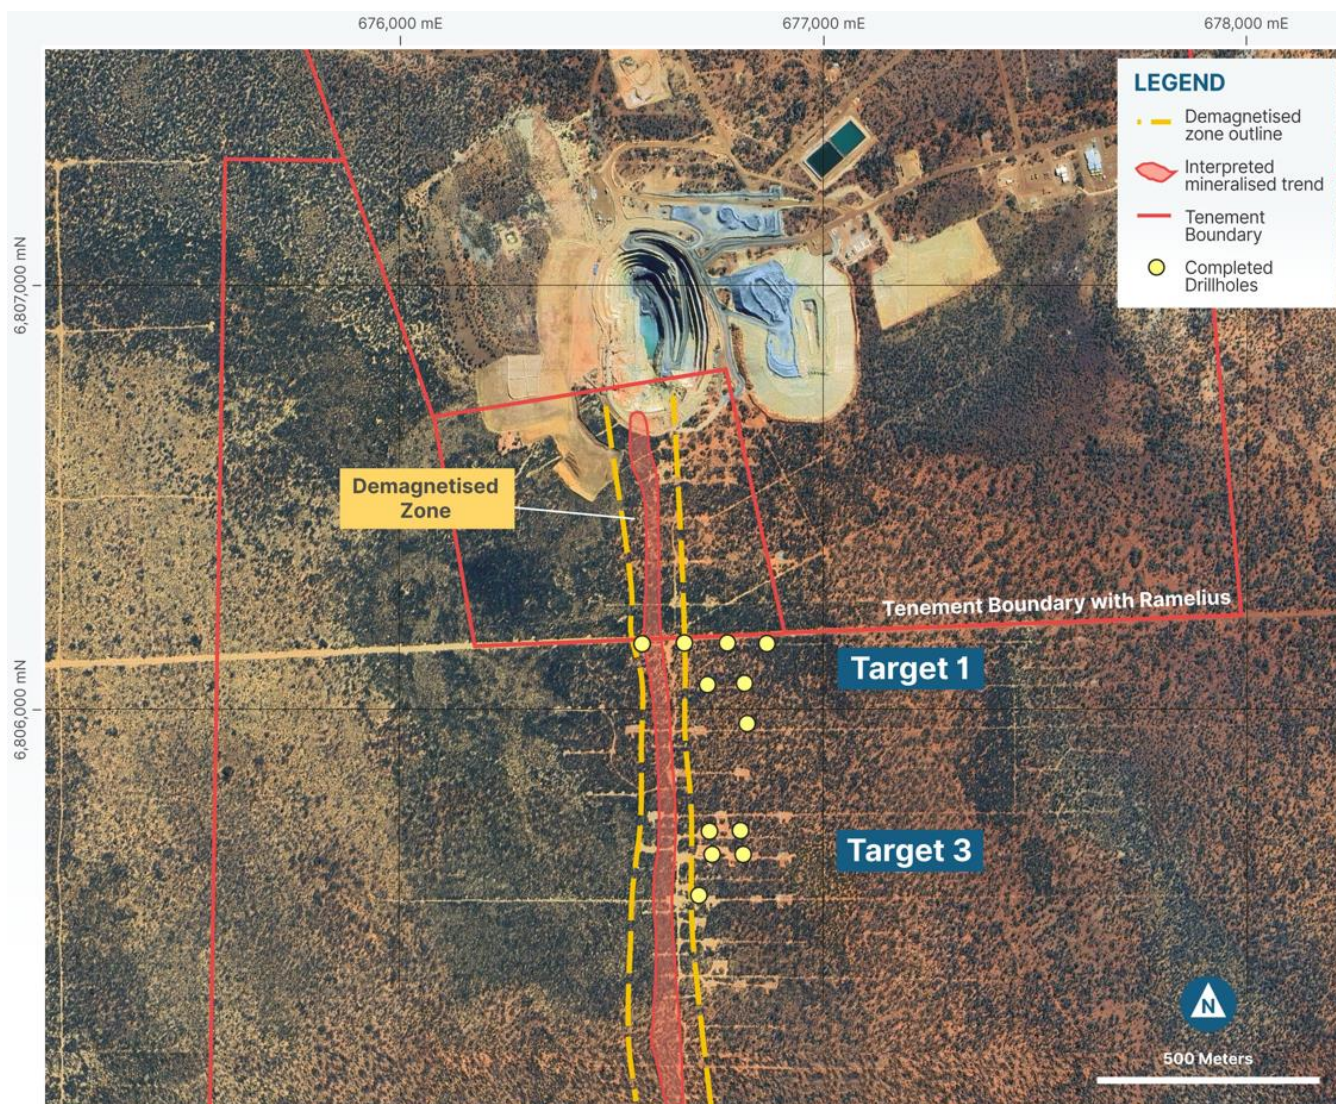 676,000 mE
677,000 mE
678,000 mE
LEGEND
Demagnetised
zone outline
Interpreted
mineralised trend
Tenement
Boundary
Completed
Drillholes
6,807,000 mN
Demagnetised
Zone
Tenement Boundary with Ramelius
Target 1
6,806,000 mN
Target 3
N
500 Meters